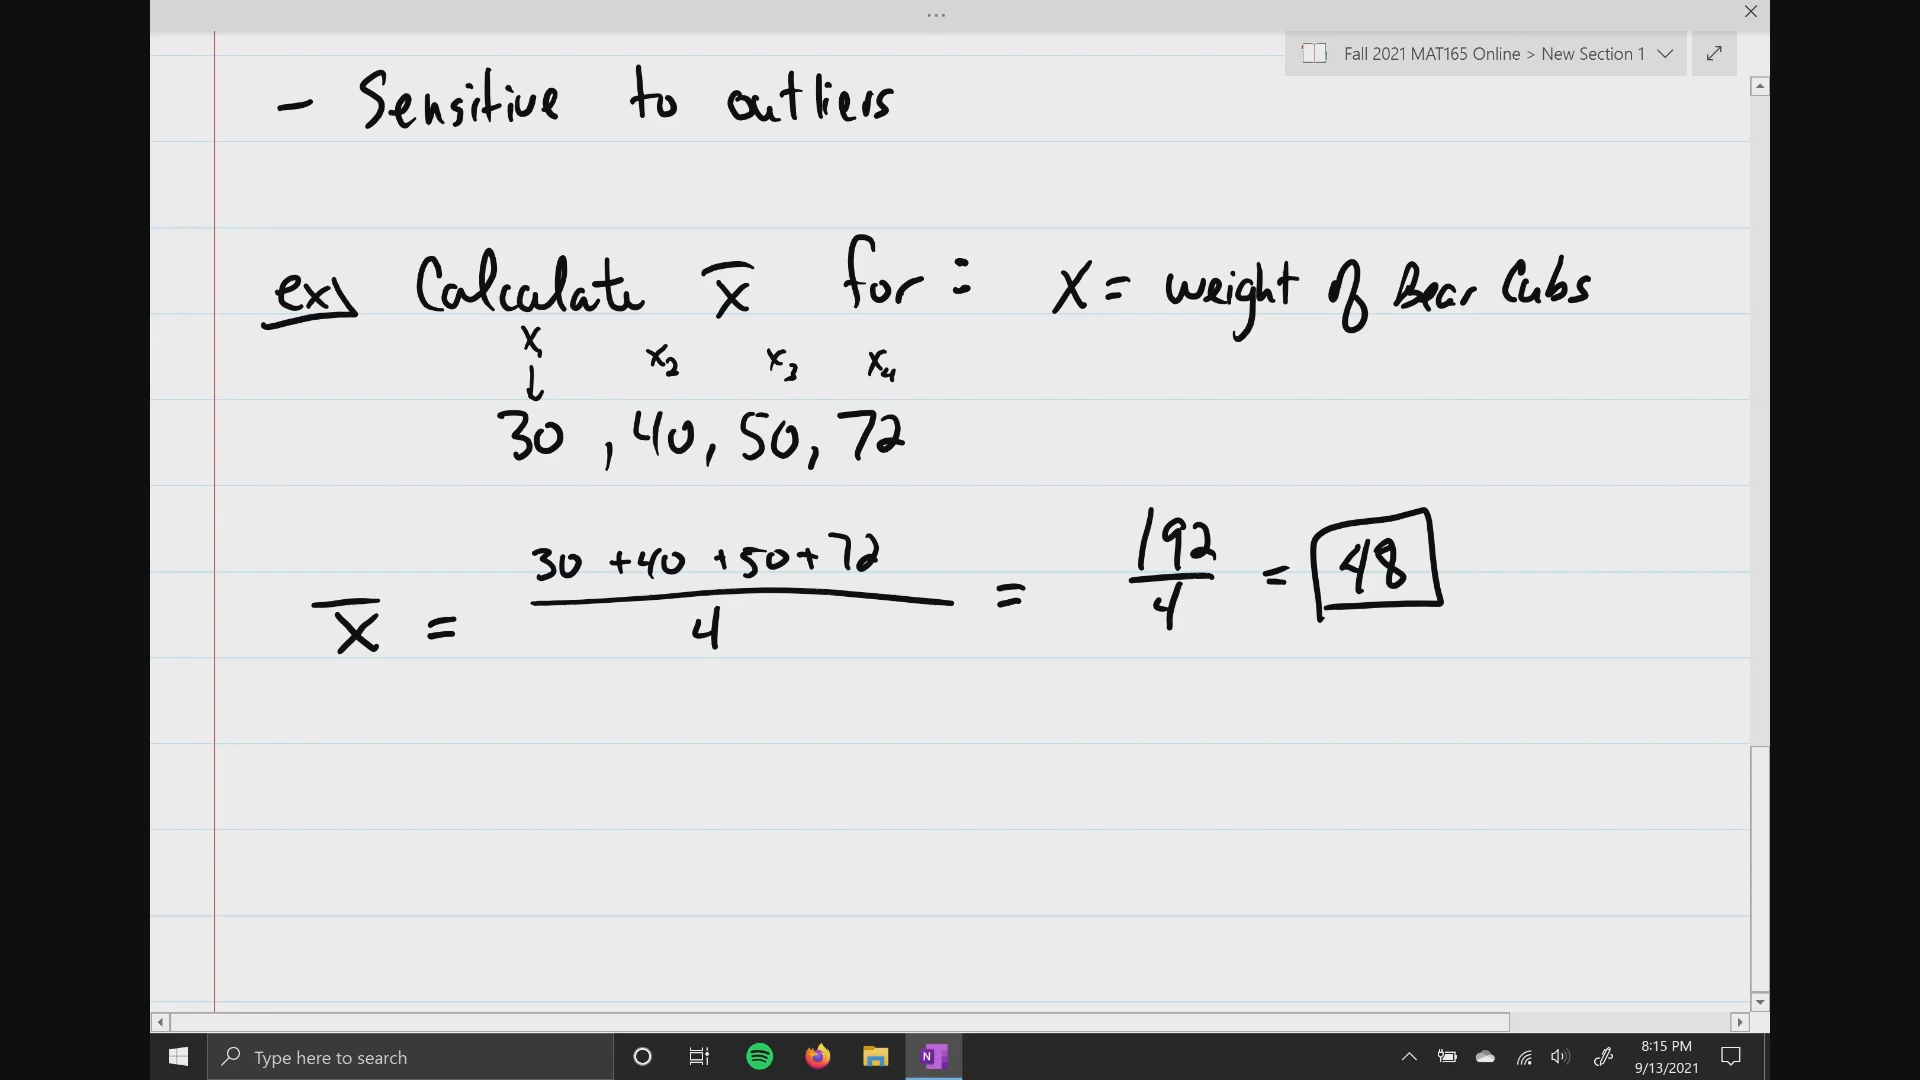 ...
Fall 2021 MAT165 Online > New Section 1
- Sensitive to outliers
ex) Calculate x̅ for : X = weight of Bear Cubs
x₁ x₂ x₃ x₄
↓
30 , 40, 50, 72
x̅ = (30 + 40 + 50 + 72)/4 = 192/4 = 48
Type here to search
8:15 PM
9/13/2021